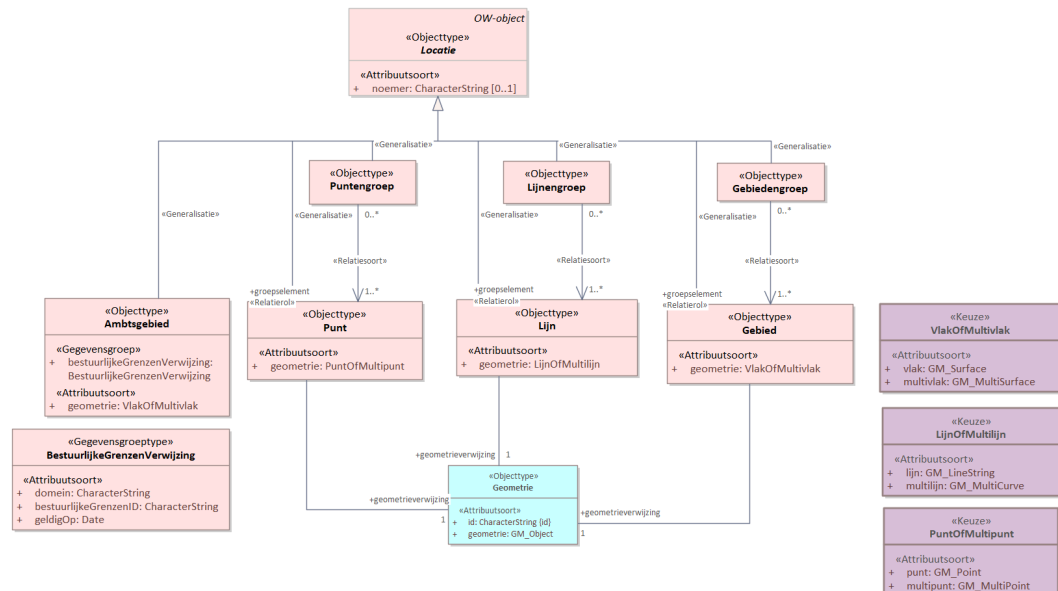 OW-object
«Objecttype»
Locatie
«Attribuutsoort»
+ noemer: CharacterString [0..1]
«Generalisatie»
«Generalisatie»
«Generalisatie»
«Objecttype»
Puntengroep
«Objecttype»
Lijnengroep
«Objecttype»
Gebiedengroep
«Generalisatie»
«Generalisatie»
0..*
«Generalisatie»
0..*
«Generalisatie»
0..*
«Relatiesoort»
«Relatiesoort»
«Relatiesoort»
+groepselement
«Relatierol»
1..*
+groepselement
«Relatierol»
1..*
+groepselement
«Relatierol»
1..*
«Objecttype»
Ambtsgebied
«Gegevensgroep»
+ bestuurlijkeGrenzenVerwijzing:
BestuurlijkeGrenzenVerwijzing
«Attribuutsoort»
+ geometrie: VlakOfMultivlak
«Objecttype»
Punt
«Attribuutsoort»
+ geometrie: PuntOfMultipunt
«Objecttype»
Lijn
«Attribuutsoort»
+ geometrie: LijnOfMultilijn
«Objecttype»
Gebied
«Attribuutsoort»
+ geometrie: VlakOfMultivlak
«Keuze»
VlakOfMultivlak
«Attribuutsoort»
+ vlak: GM_Surface
+ multivlak: GM_MultiSurface
«Keuze»
LijnOfMultilijn
«Attribuutsoort»
+ lijn: GM_LineString
+ multilijn: GM_MultiCurve
«Keuze»
PuntOfMultipunt
«Attribuutsoort»
+ punt: GM_Point
+ multipunt: GM_MultiPoint
«Gegevensgroeptype»
BestuurlijkeGrenzenVerwijzing
«Attribuutsoort»
+ domein: CharacterString
+ bestuurlijkeGrenzenID: CharacterString
+ geldigOp: Date
+geometrieverwijzing
1
+geometrieverwijzing
1
+geometrieverwijzing
1
«Objecttype»
Geometrie
«Attribuutsoort»
+ id: CharacterString {id}
+ geometrie: GM_Object